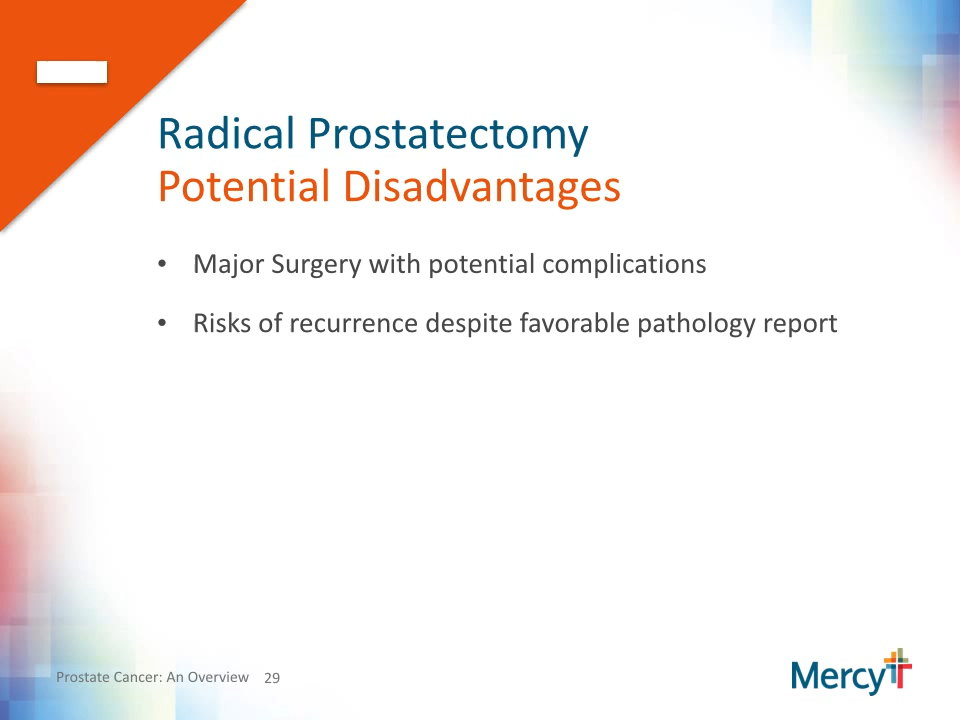 Radical Prostatectomy
Potential Disadvantages
• Major Surgery with potential complications
• Risks of recurrence despite favorable pathology report
Prostate Cancer: An Overview 29
Mercy